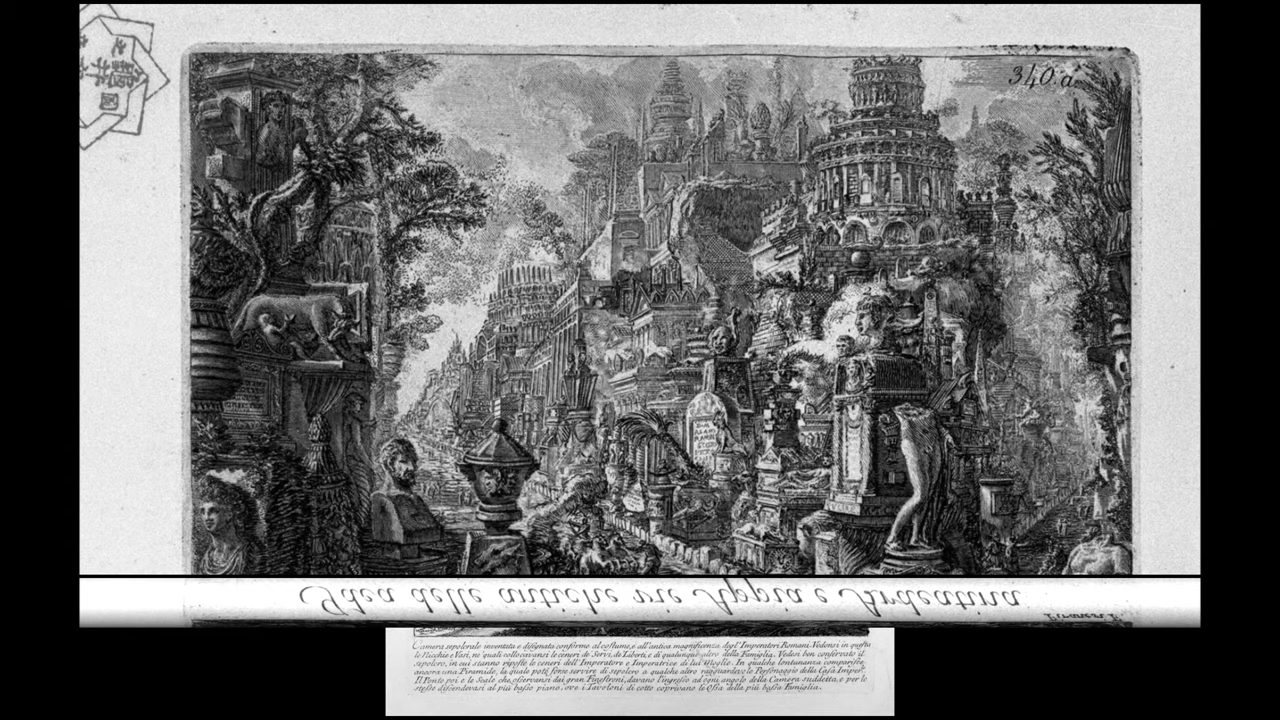 340 a.
Ydea delle antiche vie Appia e Ardeatina
Camera sepolcrale inventata e disignata conforme al costume, e all'antica magnificenza degl'Imperatori Romani. Vedonsi in questa
le Nicchie e Vasi, ne' quali collocavansi le ceneri de Servi, de Liberti, e di qualunque altro della Famiglia. Vedesi ben conservato il
sepolcro, in cui stanno riposte le ceneri dell'Imperatore e Imperatrice di lui Moglie. In qualche lontananza comparisce
ancora una Piramide, la quale potè forse servire di sepolcro a qualche altro ragguardevole Personaggio della Casa Imper.
Il Ponte poi e le Scale che, osservansi dai gran Finestroni, davano l'ingresso ad ogni angolo della Camera suddetta, e per le
stesse discendevasi al più basso piano, ove i Tavoloni di cotto coprivano le Ossa della più bassa Famiglia.